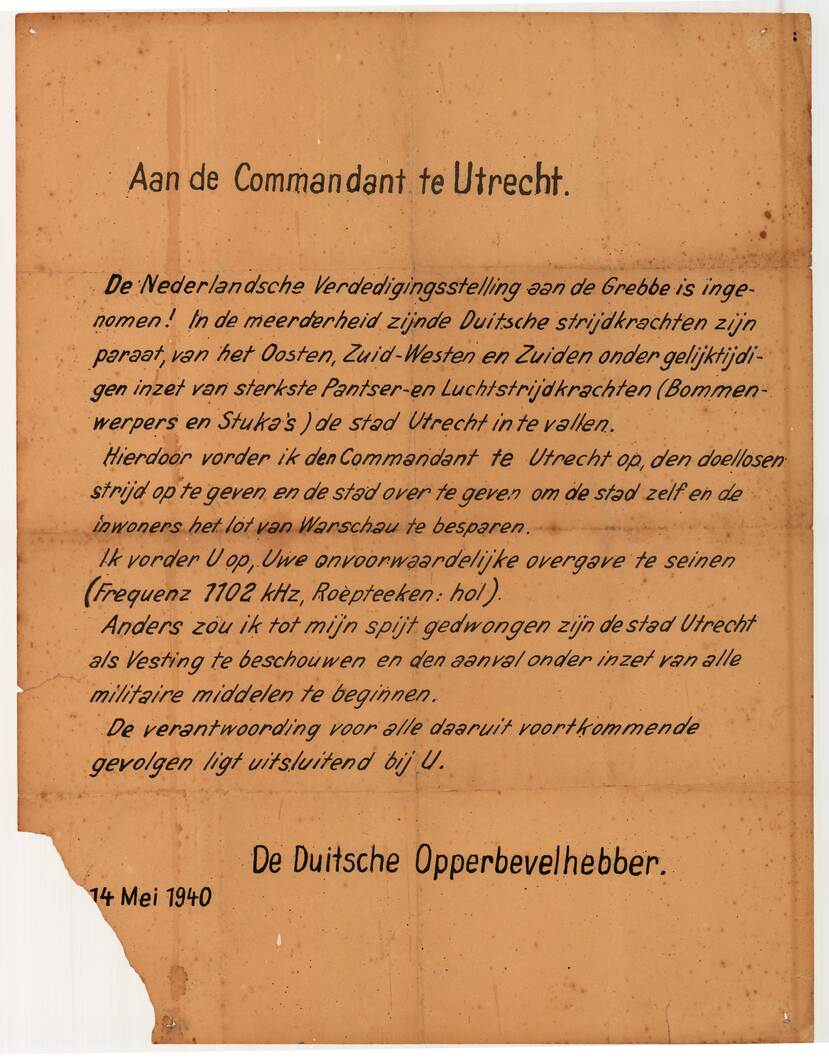 Aan de Commandant te Utrecht.
De Nederlandsche Verdedigingsstelling aan de Grebbe is inge-
nomen! In de meerderheid zijnde Duitsche strijdkrachten zijn
paraat, van het Oosten, Zuid-Westen en Zuiden onder gelijktijdi-
gen inzet van sterkste Pantser-en Luchtstrijdkrachten (Bommen-
werpers en Stuka's) de stad Utrecht in te vallen.
Hierdoor vorder ik den Commandant te Utrecht op, den doellosen
strijd op te geven en de stad over te geven om de stad zelf en de
inwoners het lot van Warschau te besparen.
Ik vorder U op, Uwe onvoorwaardelijke overgave te seinen
(Frequenz 1102 kHz, Roepteeken: hol).
Anders zou ik tot mijn spijt gedwongen zijn de stad Utrecht
als Vesting te beschouwen en den aanval onder inzet van alle
militaire middelen te beginnen.
De verantwoording voor alle daaruit voortkommende
gevolgen ligt uitsluitend bij U.
De Duitsche Opperbevelhebber.
14 Mei 1940